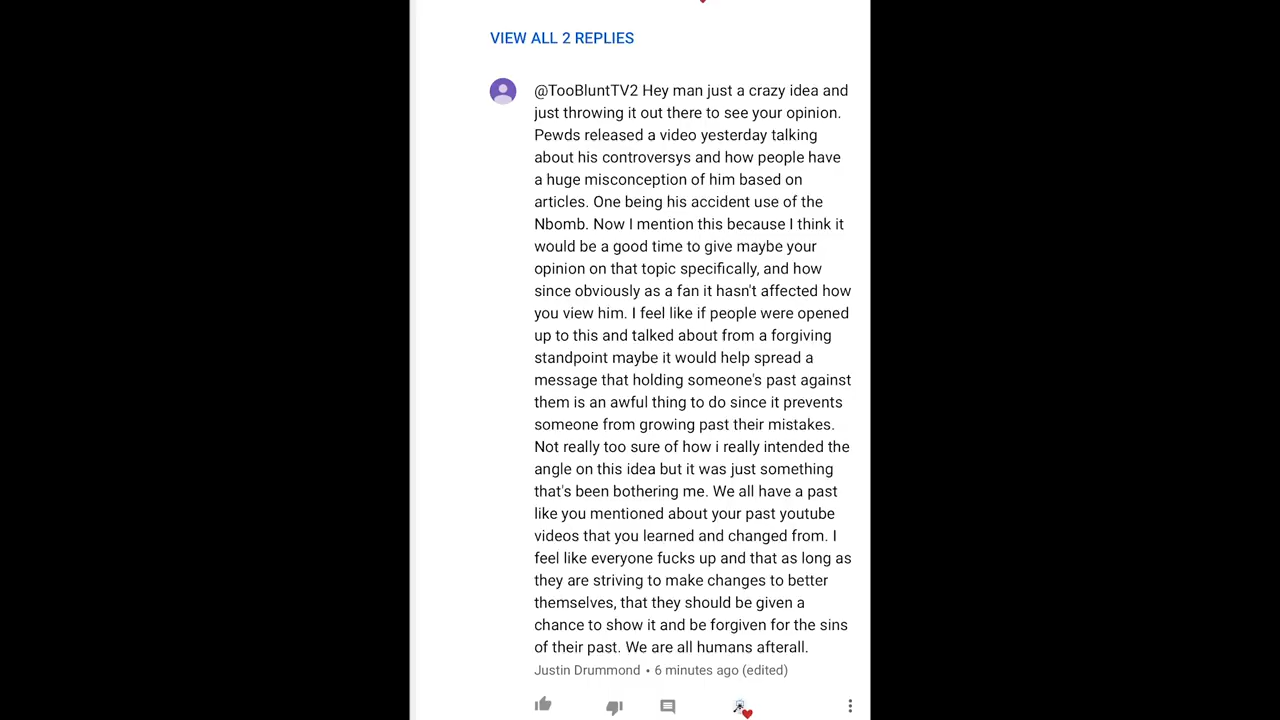 VIEW ALL 2 REPLIES
@TooBluntTV2 Hey man just a crazy idea and
just throwing it out there to see your opinion.
Pewds released a video yesterday talking
about his controversys and how people have
a huge misconception of him based on
articles. One being his accident use of the
Nbomb. Now I mention this because I think it
would be a good time to give maybe your
opinion on that topic specifically, and how
since obviously as a fan it hasn't affected how
you view him. I feel like if people were opened
up to this and talked about from a forgiving
standpoint maybe it would help spread a
message that holding someone's past against
them is an awful thing to do since it prevents
someone from growing past their mistakes.
Not really too sure of how i really intended the
angle on this idea but it was just something
that's been bothering me. We all have a past
like you mentioned about your past youtube
videos that you learned and changed from. I
feel like everyone fucks up and that as long as
they are striving to make changes to better
themselves, that they should be given a
chance to show it and be forgiven for the sins
of their past. We are all humans afterall.
Justin Drummond • 6 minutes ago (edited)